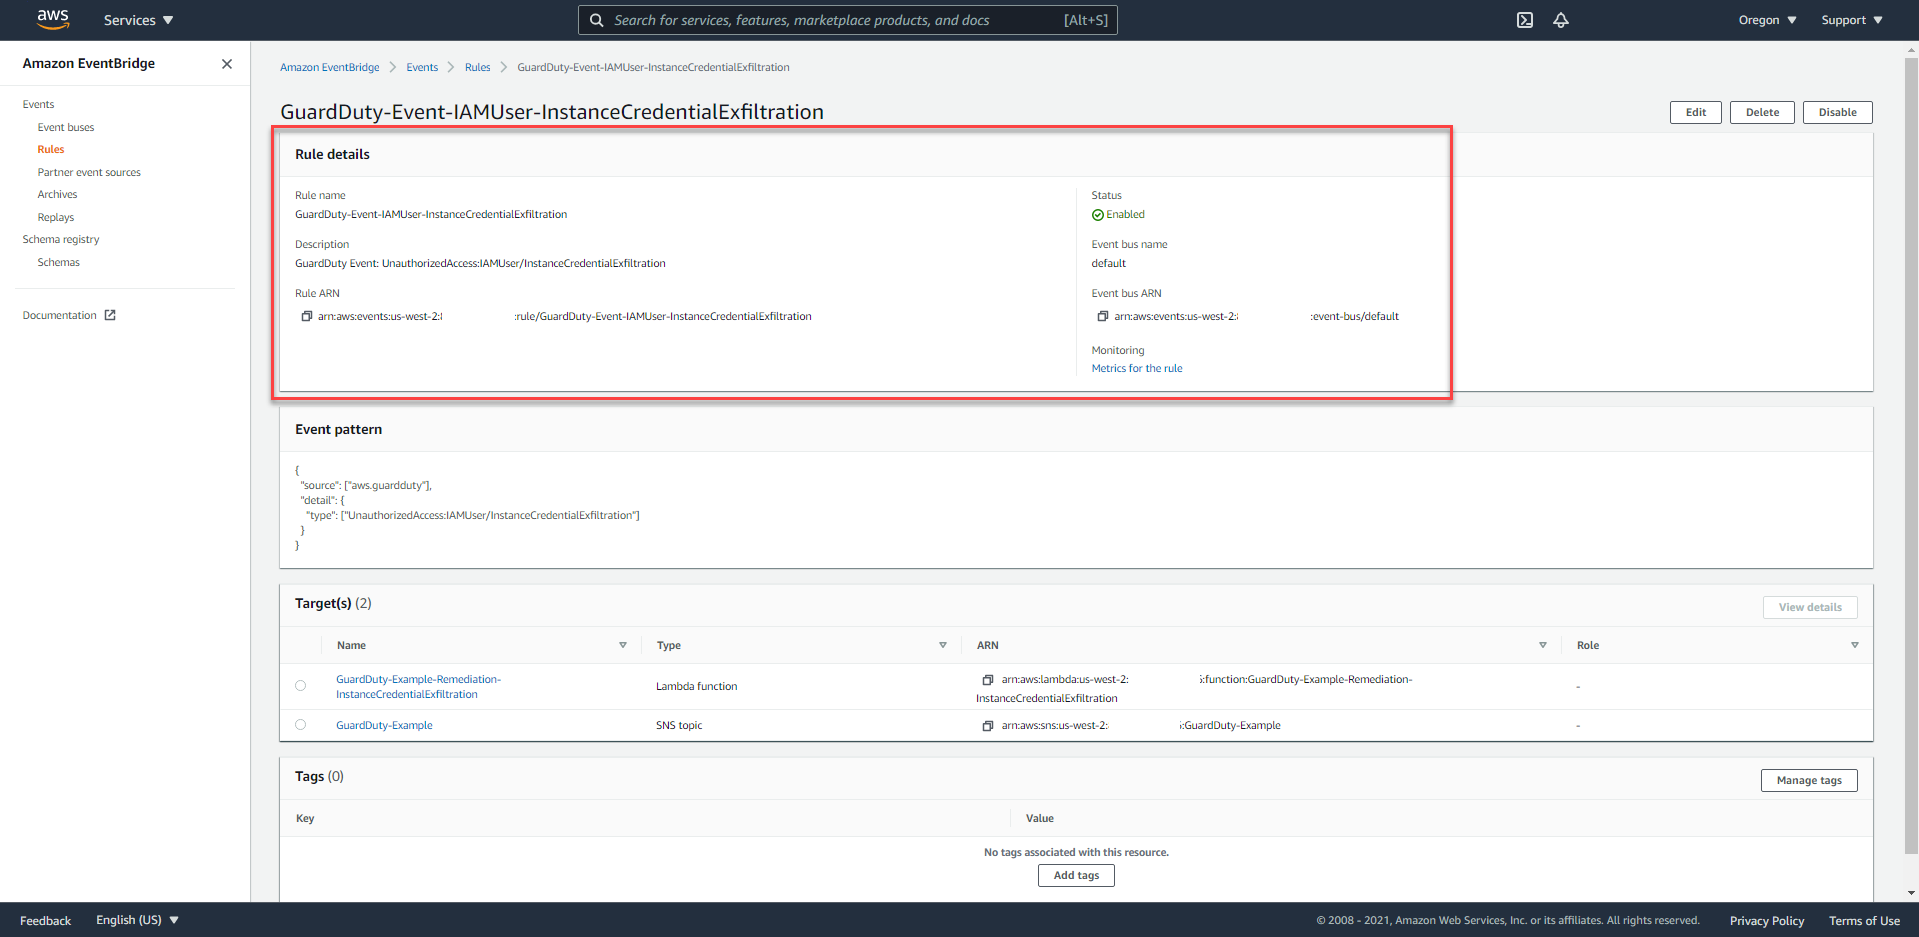 aws Services Search for services, features, marketplace products, and docs [Alt+S] Oregon Support
Amazon EventBridge
Events
Event buses
Rules
Partner event sources
Archives
Replays
Schema registry
Schemas
Documentation
Amazon EventBridge Events Rules GuardDuty-Event-IAMUser-InstanceCredentialExfiltration
GuardDuty-Event-IAMUser-InstanceCredentialExfiltration Edit Delete Disable
Rule details
Rule name
GuardDuty-Event-IAMUser-InstanceCredentialExfiltration
Description
GuardDuty Event: UnauthorizedAccess:IAMUser/InstanceCredentialExfiltration
Rule ARN
arn:aws:events:us-west-2: :rule/GuardDuty-Event-IAMUser-InstanceCredentialExfiltration
Status
Enabled
Event bus name
default
Event bus ARN
arn:aws:events:us-west-2: :event-bus/default
Monitoring
Metrics for the rule
Event pattern
{
"source": ["aws.guardduty"],
"detail": {
"type": ["UnauthorizedAccess:IAMUser/InstanceCredentialExfiltration"]
}
}
Target(s) (2) View details
Name Type ARN Role
GuardDuty-Example-Remediation-
InstanceCredentialExfiltration
Lambda function
arn:aws:lambda:us-west-2: :function:GuardDuty-Example-Remediation-
InstanceCredentialExfiltration
-
GuardDuty-Example SNS topic arn:aws:sns:us-west-2: :GuardDuty-Example -
Tags (0) Manage tags
Key Value
No tags associated with this resource.
Add tags
Feedback English (US) © 2008 - 2021, Amazon Web Services, Inc. or its affiliates. All rights reserved. Privacy Policy Terms of Use